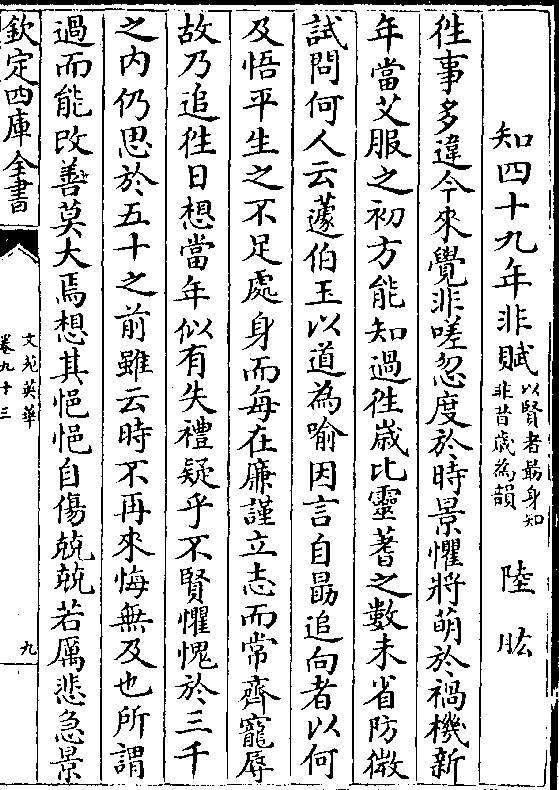 知四十九年非賦以賢者勗身知非昔歲為韻 陸肱
徃事多違今來覺非嗟忽度於時景懼將萌於禍機新
年當艾服之初方能知過徃嵗比靈蓍之數未省防微
試問何人云蘧伯玉以道為喻因言自勗追向者以何
及悟平生之不足處身而每在廉謹立志而常齊寵辱
故乃追徃日想當年似有失禮疑乎不賢懼愧於三千
之内仍思於五十之前雖云時不再來悔無及也所謂
過而能改善莫大焉想其悒悒自傷兢兢若厲悲急景
欽定四庫全書
文苑英華
卷九十三
九